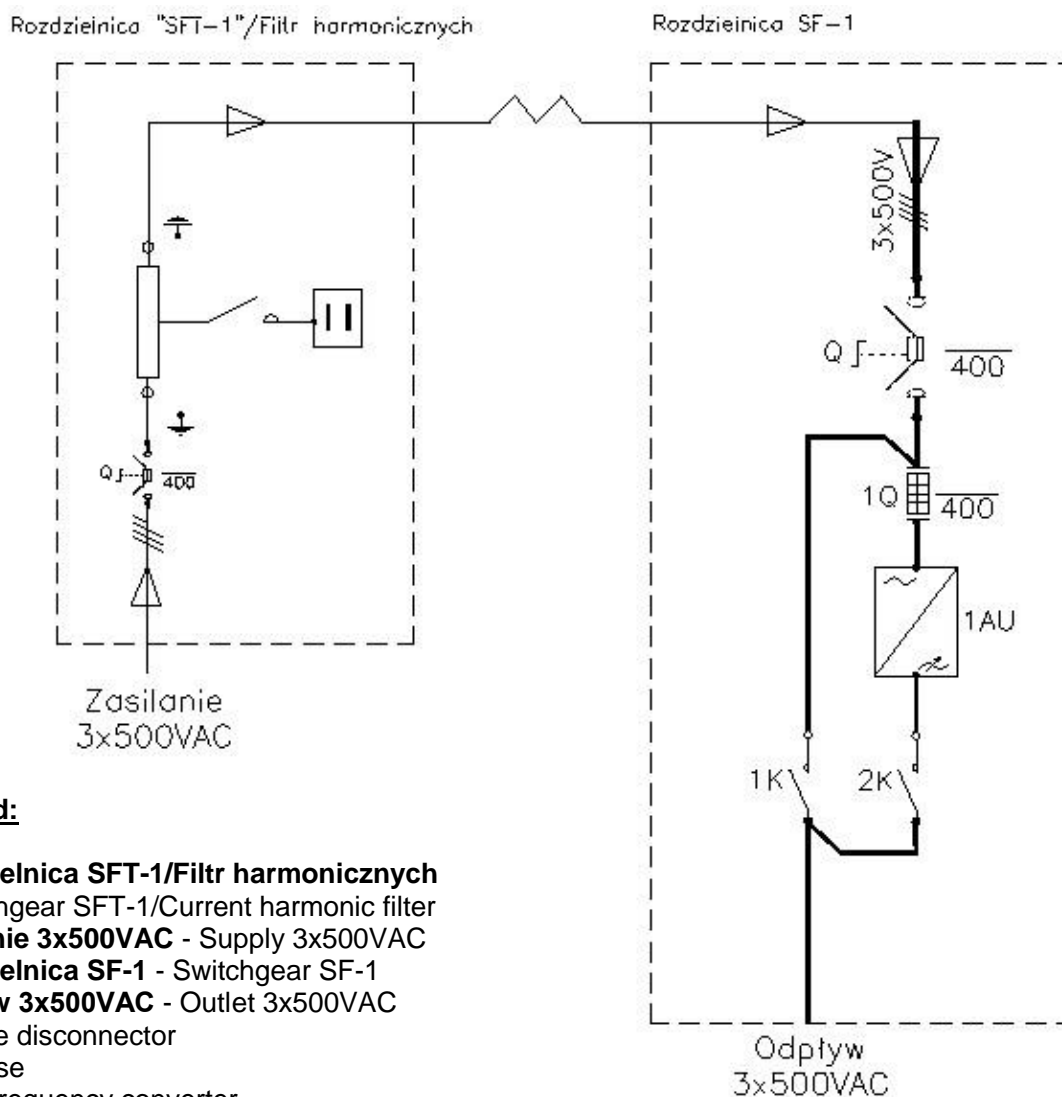 Rozdzielnica "SFT-1"/Filtr harmonicznych
Rozdzielnica SF-1
3x500V
Q
400
1Q
400
Q
400
1AU
Zasilanie
3x500VAC
1K
2K
d:
elnica SFT-1/Filtr harmonicznych
hgear SFT-1/Current harmonic filter
nie 3x500VAC - Supply 3x500VAC
elnica SF-1 - Switchgear SF-1
w 3x500VAC - Outlet 3x500VAC
e disconnector
se
Odpływ
3x500VAC